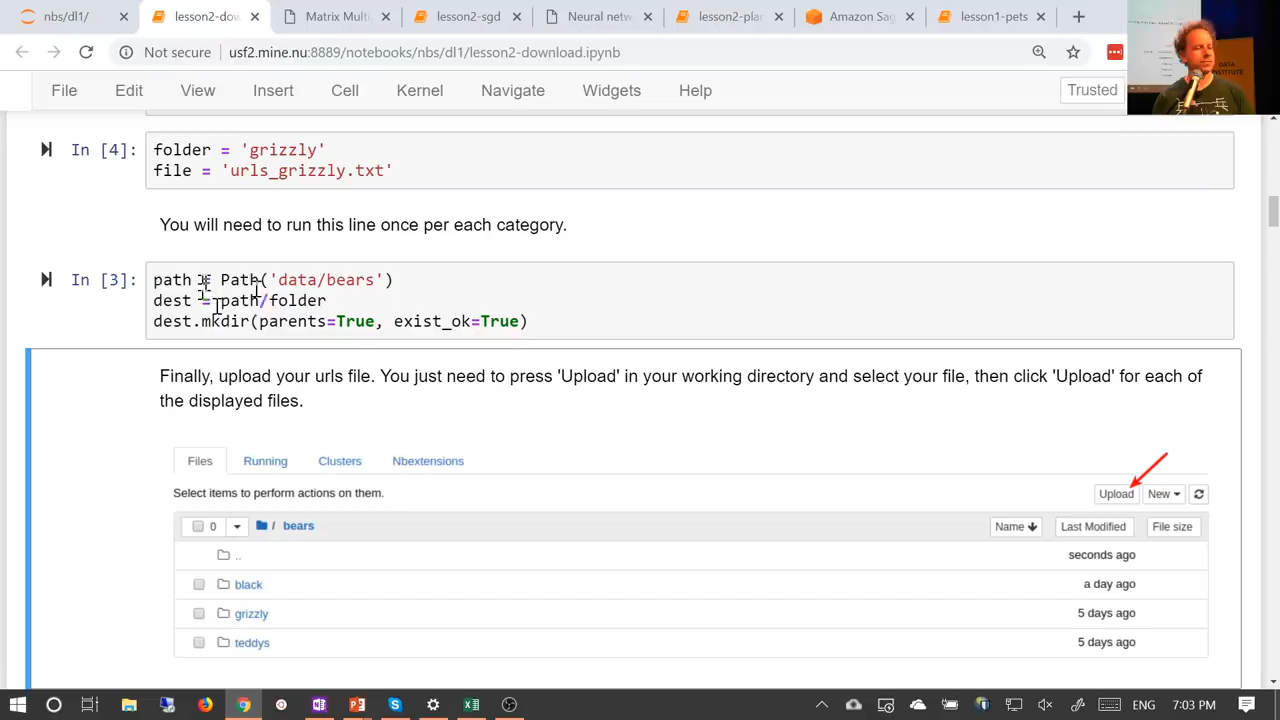 nbs/dl1/
lesson2-dow
Matrix Mult
lesson2-sgd
Neural netw
lesson2-plan
Amazon Sag
lesson1-pets
Not secure
usf2.mine.nu:8889/notebooks/nbs/dl1/lesson2-download.ipynb
File Edit View Insert Cell Kernel Navigate Widgets Help
Trusted
DATA
INSTITUTE
In [4]:
folder = 'grizzly'
file = 'urls_grizzly.txt'
You will need to run this line once per each category.
In [3]:
path = Path('data/bears')
dest = path/folder
dest.mkdir(parents=True, exist_ok=True)
Finally, upload your urls file. You just need to press 'Upload' in your working directory and select your file, then click 'Upload' for each of
the displayed files.
Files Running Clusters Nbextensions
Select items to perform actions on them.
Upload New
0 / bears Name Last Modified File size
.. seconds ago
black a day ago
grizzly 5 days ago
teddys 5 days ago
7:03 PM